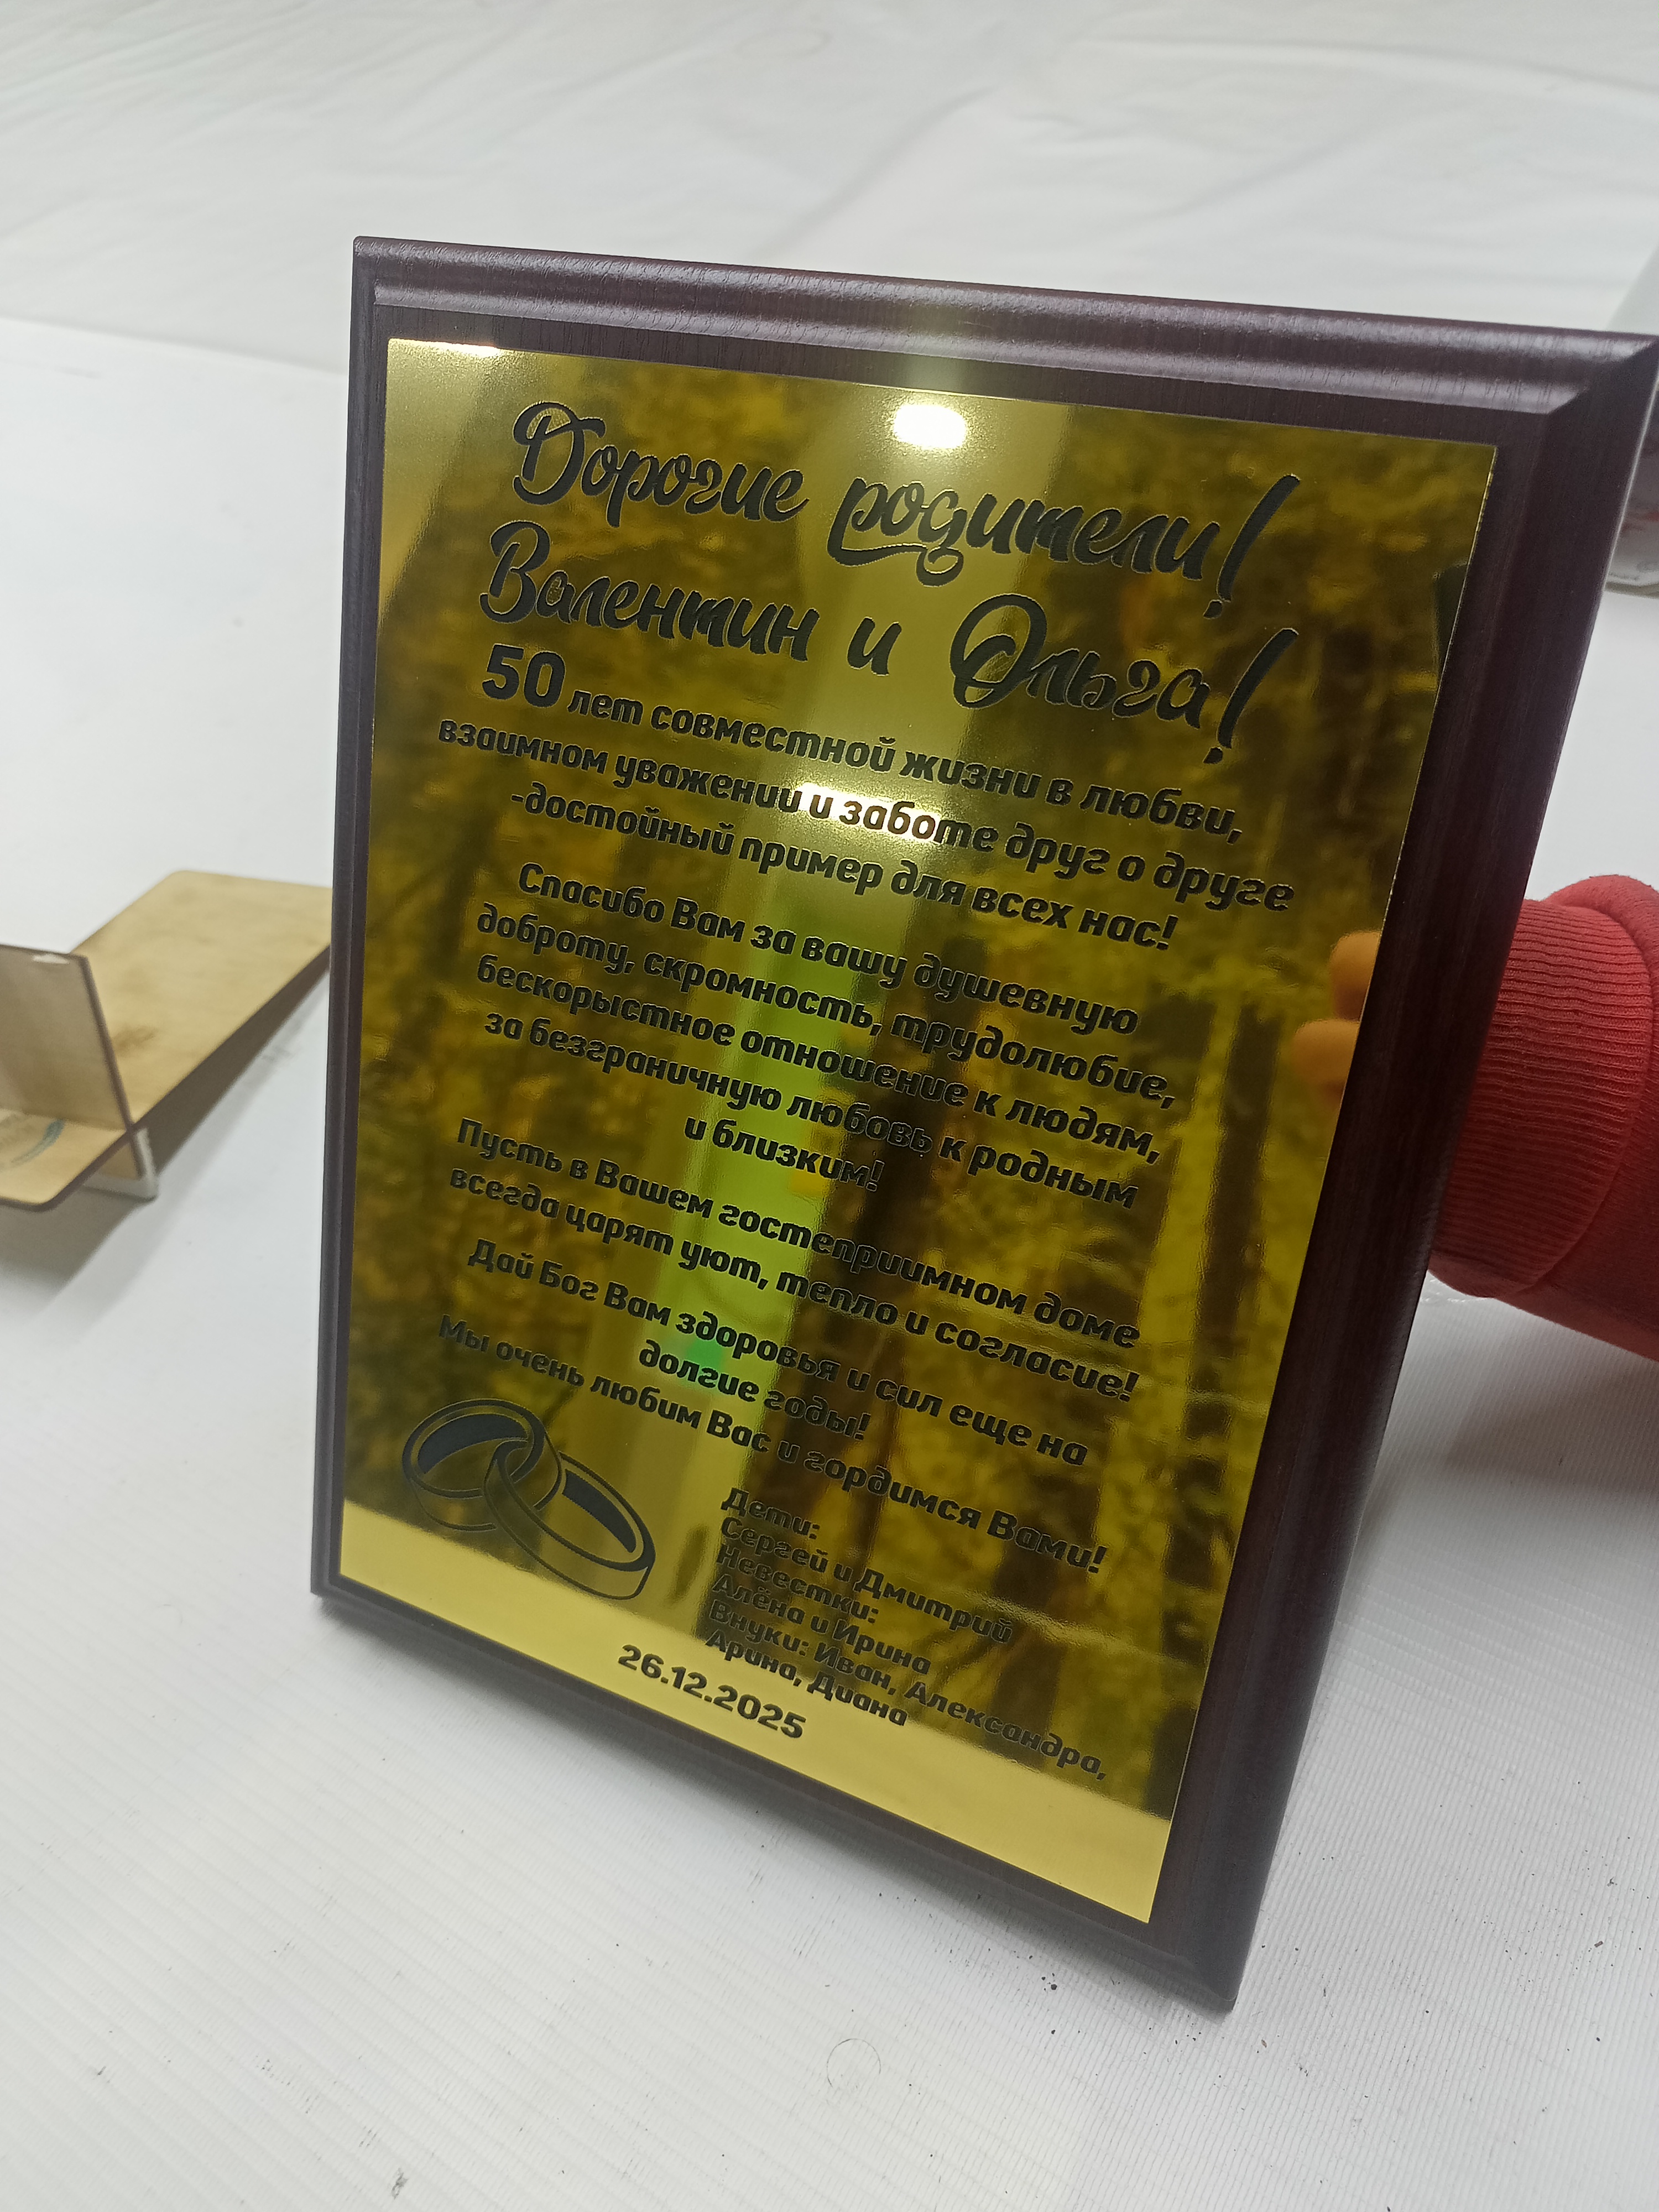 Дорогие родители!
Валентин и Ольга!
50 лет совместной жизни в любви,
взаимном уважении и заботе друг о друге
-достойный пример для всех нас!
Спасибо Вам за вашу душевную
доброту, скромность, трудолюбие,
бескорыстное отношение к людям,
за безграничную любовь к родным
и близким!
Пусть в Вашем гостеприимном доме
всегда царят уют, тепло и согласие!
Дай Бог Вам здоровья и сил еще на
долгие годы!
Мы очень любим Вас и гордимся Вами!
Дети:
Сергей и Дмитрий
Невестки:
Алёна и Ирина
Внуки: Иван, Александра,
Арина, Диана
26.12.2025